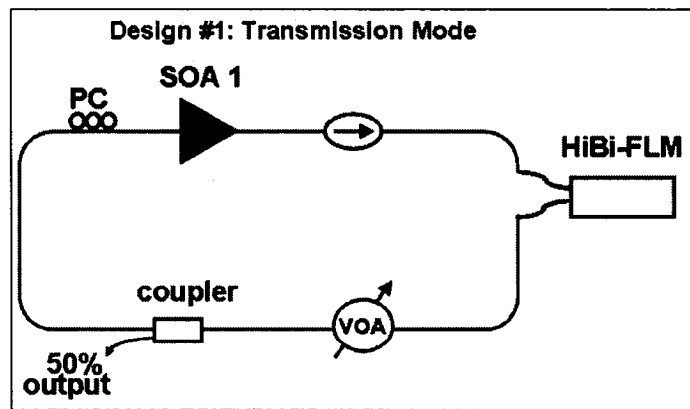 Design #1: Transmission Mode
SOA 1
PC
HiBi-FLM
coupler
VOA
50%
output